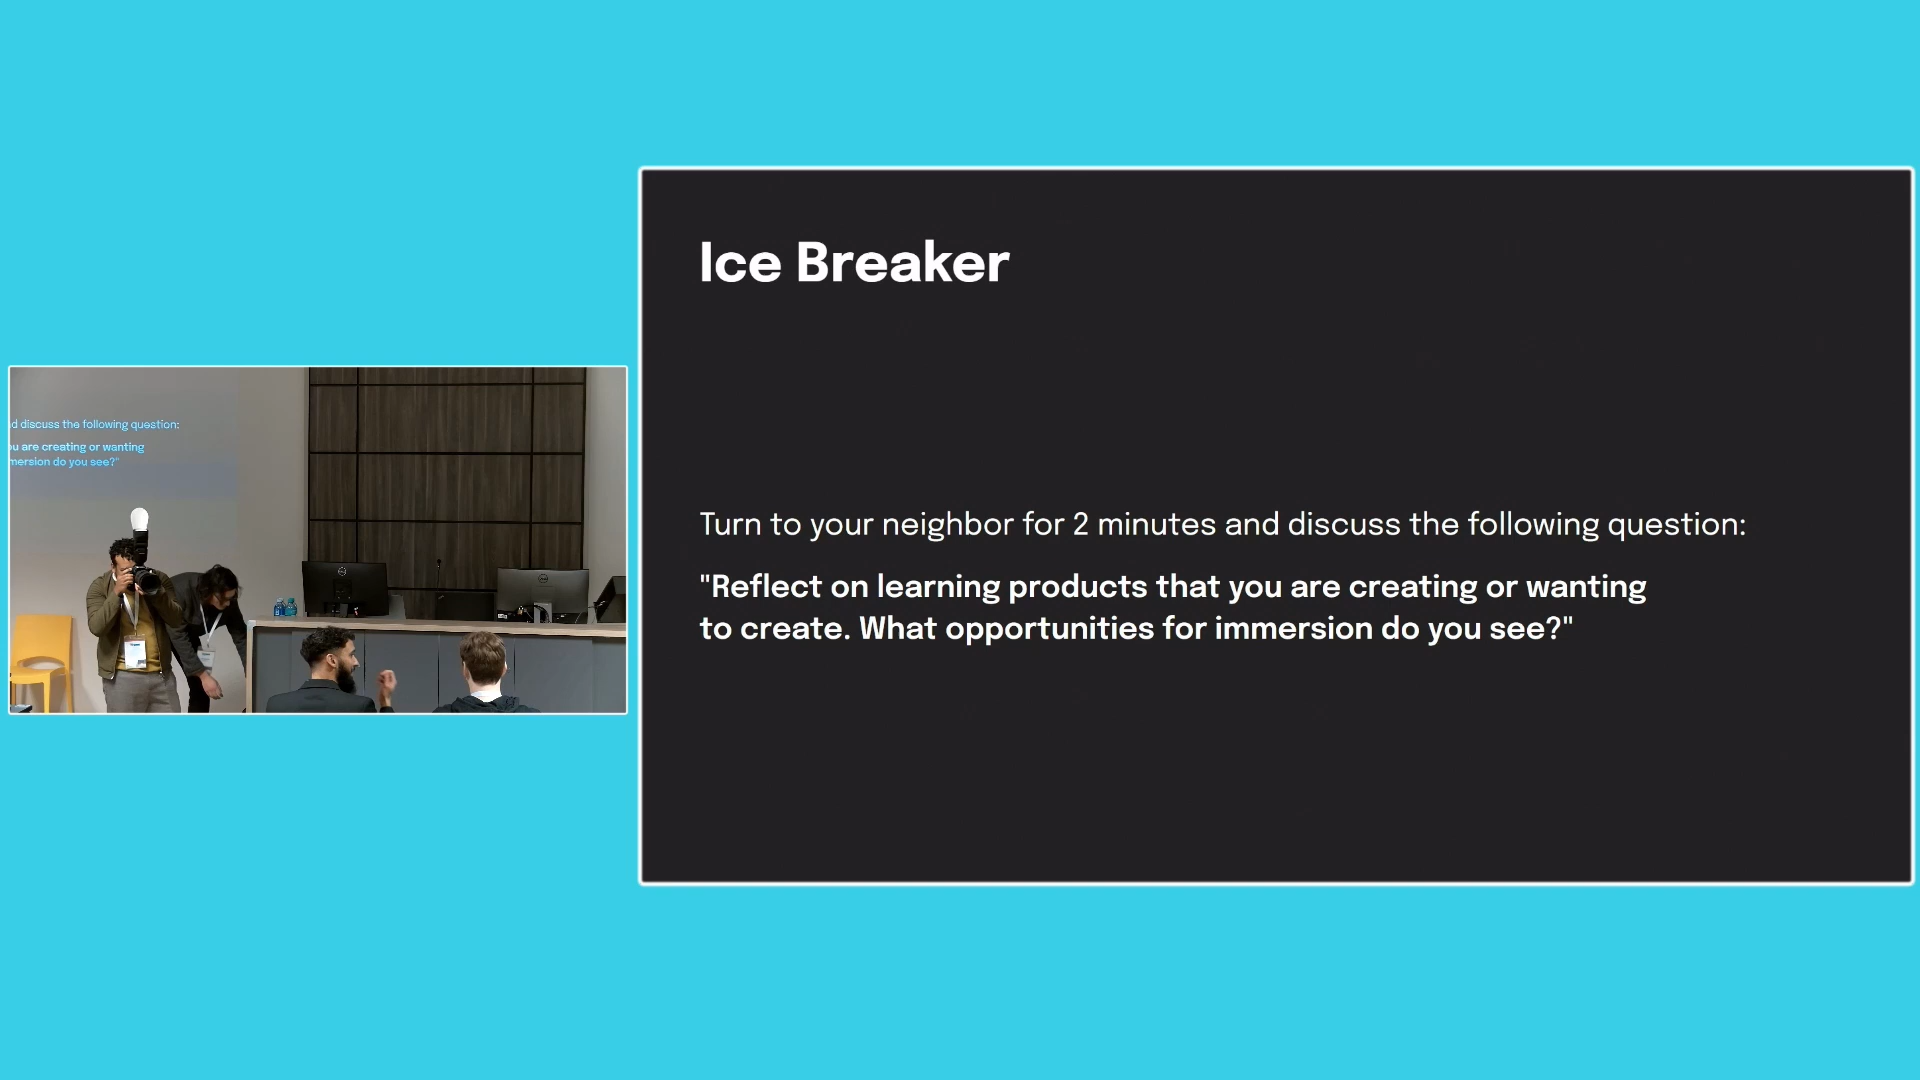 Ice Breaker
Turn to your neighbor for 2 minutes and discuss the following question:
"Reflect on learning products that you are creating or wanting
to create. What opportunities for immersion do you see?"
d discuss the following question:
ou are creating or wanting
mersion do you see?"